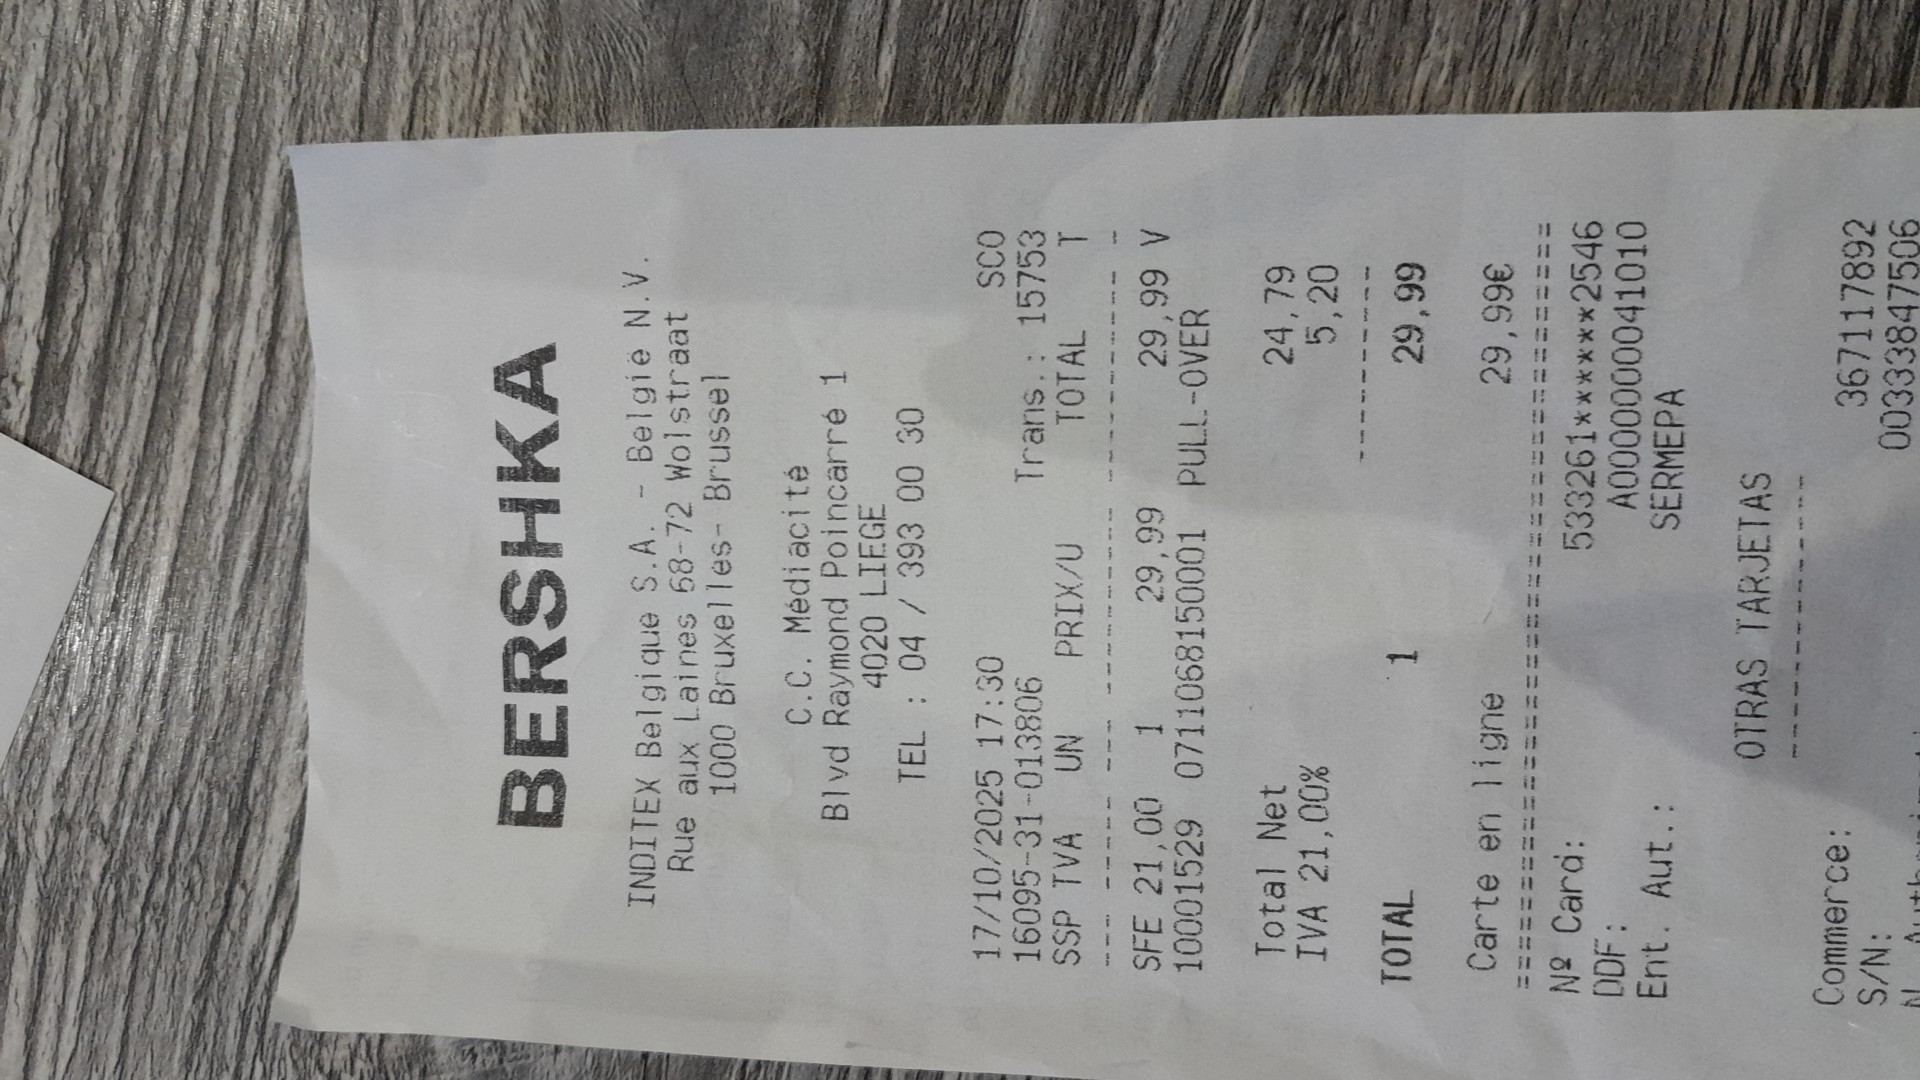 BERSHKA
INDITEX Belgique S.A. - België N.V.
Rue aux Laines 68-72 Wolstraat
1000 Bruxelles- Brussel
C.C. Médiacité
Blvd Raymond Poincarré 1
4020 LIEGE
TEL : 04 / 393 00 30
17/10/2025 17:30 SCO
16095-31-013806 Trans.: 15753
SSP TVA UN PRIX/U TOTAL T
--- ----- --- ------- --------- -
SFE 21,00 1 29,99 29,99 V
10001529 07110681500​01 PULL-OVER
Total Net 24,79
IVA 21,00% 5,20
----------
TOTAL 1 29,99
Carte en ligne 29,99€
========================================
Nº Card: 533261******2546
DDF: A0000000041010
Ent. Aut.: SERMEPA
OTRAS TARJETAS
--------------
Commerce: 367117892
S/N: 00333847506